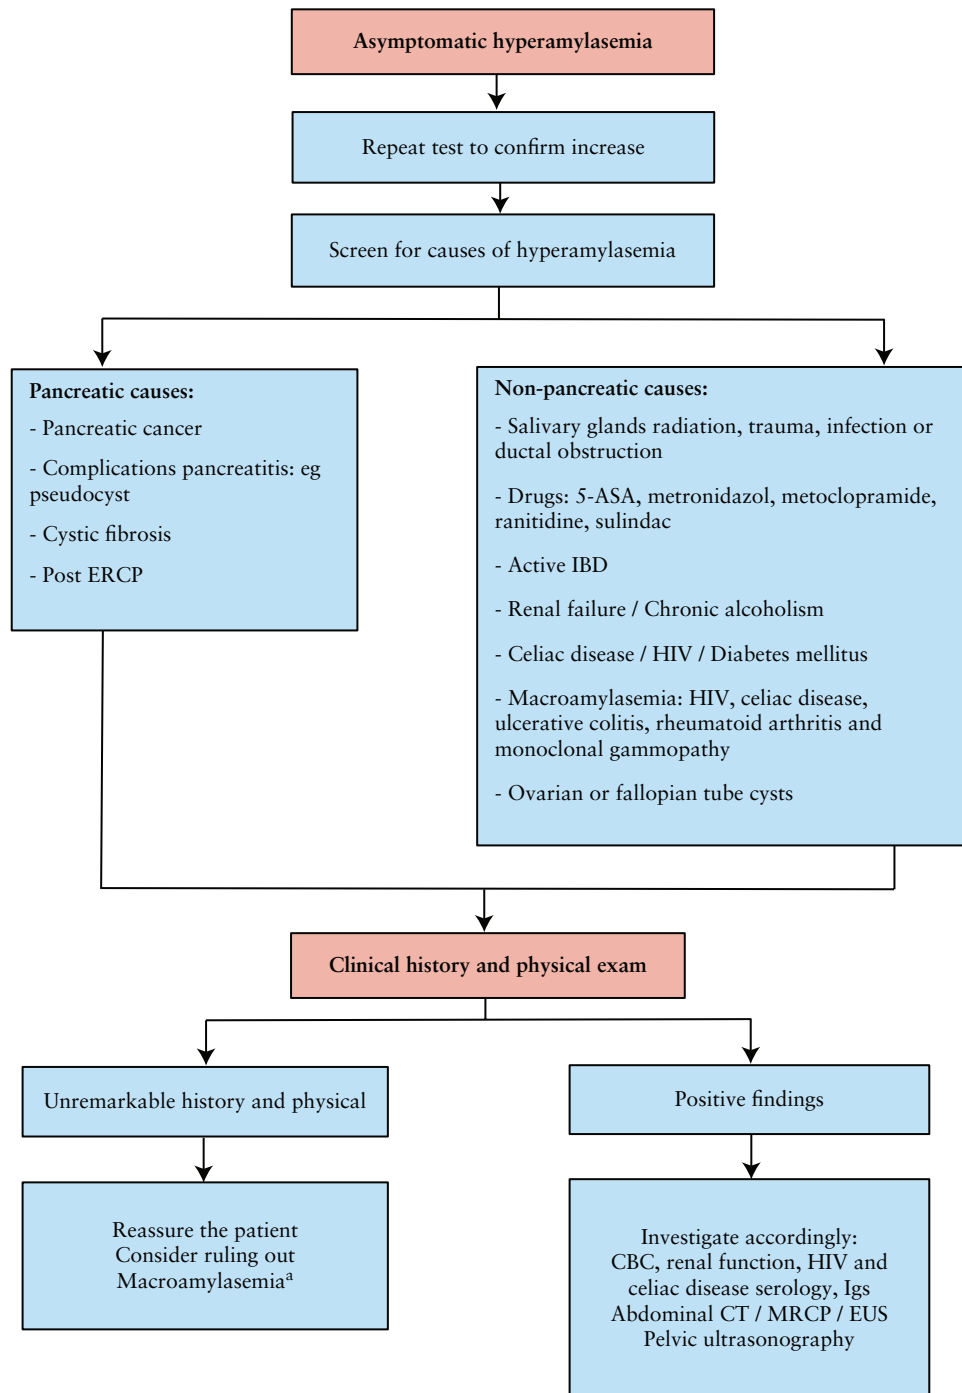 Asymptomatic hyperamylasemia
Repeat test to confirm increase
Screen for causes of hyperamylasemia
Pancreatic causes:
- Pancreatic cancer
- Complications pancreatitis: eg
pseudocyst
- Cystic fibrosis
- Post ERCP
Non-pancreatic causes:
- Salivary glands radiation, trauma, infection or
ductal obstruction
- Drugs: 5-ASA, metronidazol, metoclopramide,
ranitidine, sulindac
- Active IBD
- Renal failure / Chronic alcoholism
- Celiac disease / HIV / Diabetes mellitus
- Macroamylasemia: HIV, celiac disease,
ulcerative colitis, rheumatoid arthritis and
monoclonal gammopathy
- Ovarian or fallopian tube cysts
Clinical history and physical exam
Unremarkable history and physical
Reassure the patient
Consider ruling out
Macroamylasemiaᵃ
Positive findings
Investigate accordingly:
CBC, renal function, HIV and
celiac disease serology, Igs
Abdominal CT / MRCP / EUS
Pelvic ultrasonography